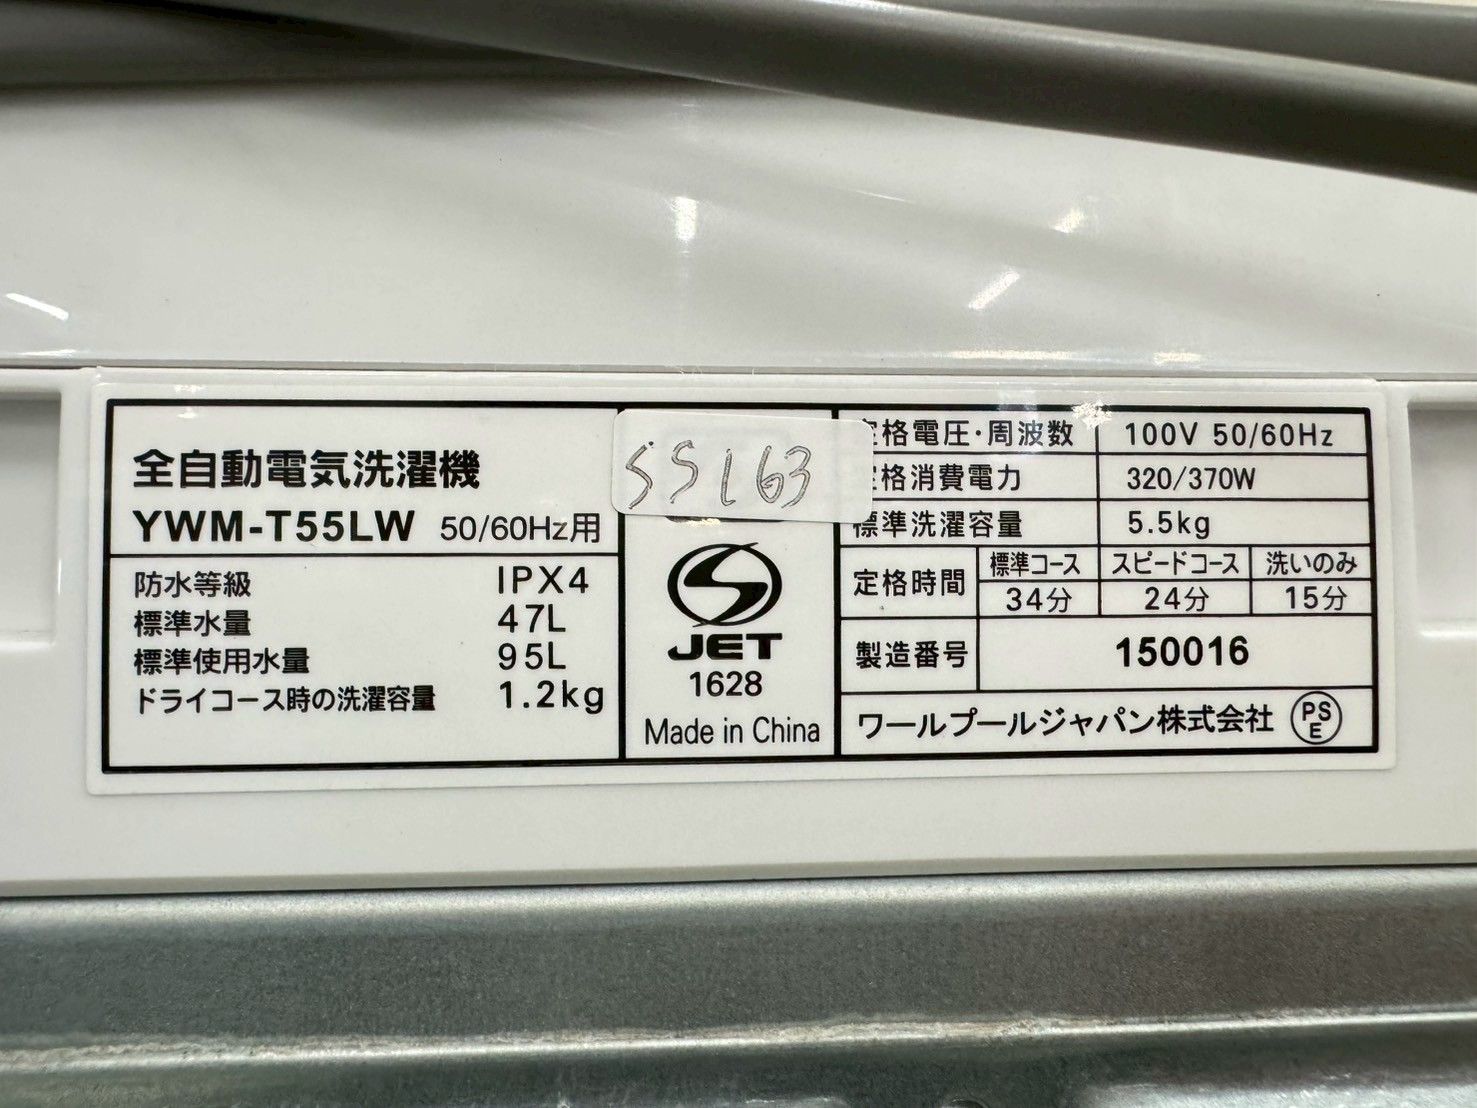 全自動電気洗濯機
YWM-T55LW 50/60Hz用
防水等級 IPX4
標準水量 47L
標準使用水量 95L
ドライコース時の洗濯容量 1.2kg
SS163
JET
1628
Made in China
定格電圧・周波数 100V 50/60Hz
定格消費電力 320/370W
標準洗濯容量 5.5kg
定格時間 標準コース スピードコース 洗いのみ
34分 24分 15分
製造番号 150016
ワールプールジャパン株式会社 PSE